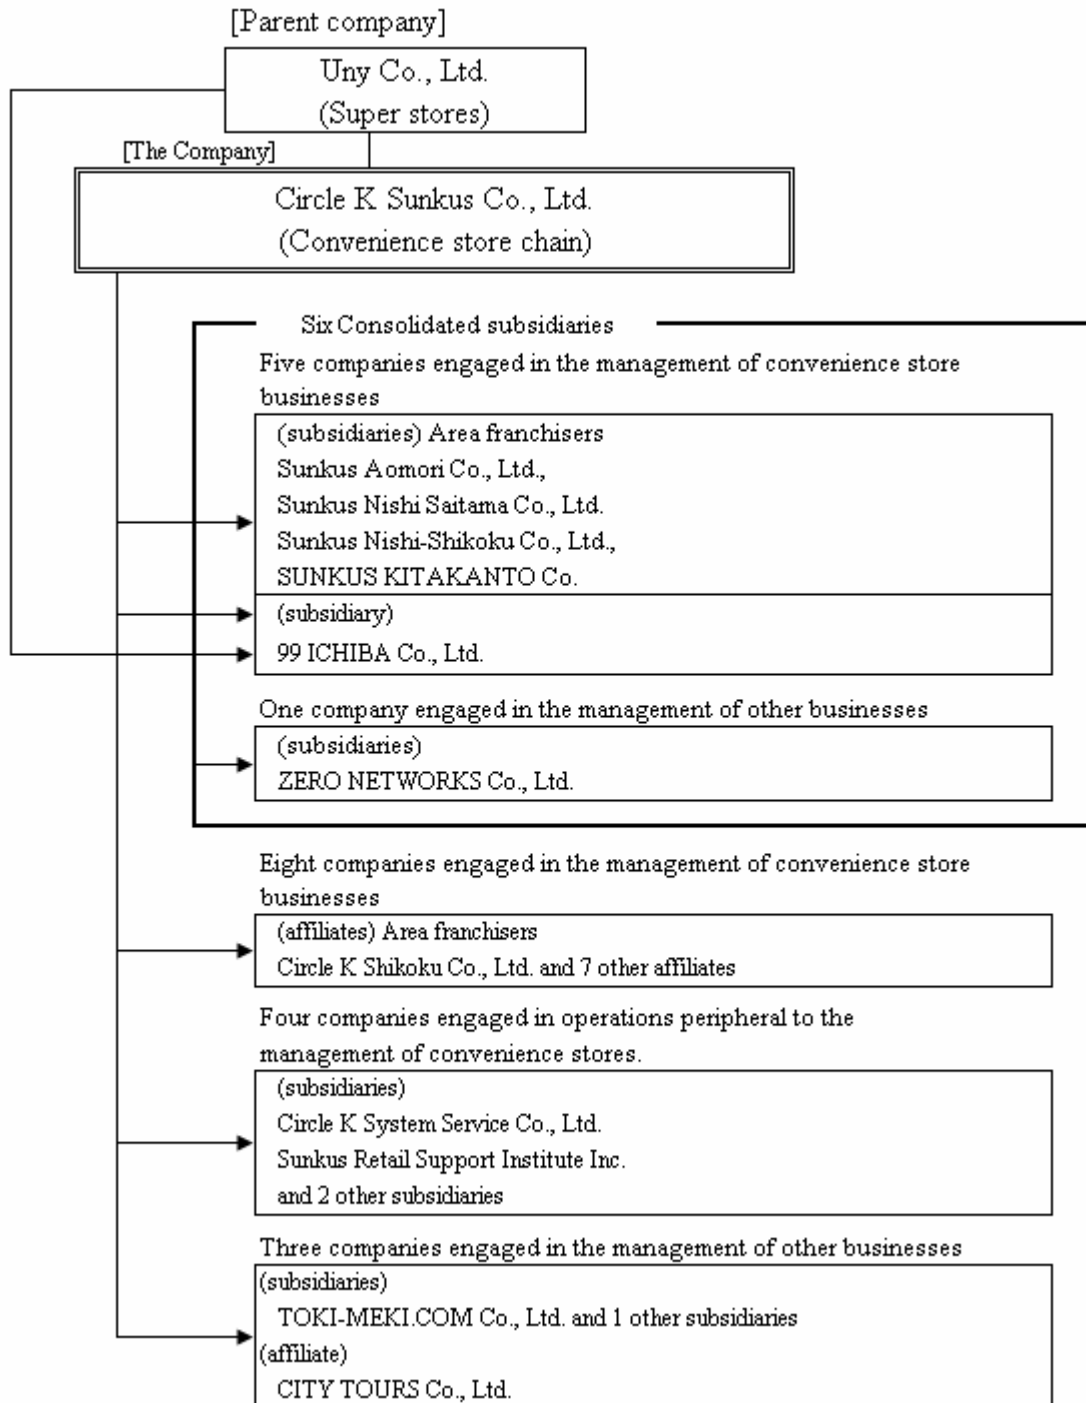 [Parent company]
Uny Co., Ltd.
(Super stores)
[The Company]
Circle K Sunkus Co., Ltd.
(Convenience store chain)
Six Consolidated subsidiaries
Five companies engaged in the management of convenience store
businesses
(subsidiaries) Area franchisers
Sunkus Aomori Co., Ltd.,
Sunkus Nishi Saitama Co., Ltd.
Sunkus Nishi-Shikoku Co., Ltd.,
SUNKUS KITAKANTO Co.
(subsidiary)
99 ICHIBA Co., Ltd.
One company engaged in the management of other businesses
(subsidiaries)
ZERO NETWORKS Co., Ltd.
Eight companies engaged in the management of convenience store
businesses
(affiliates) Area franchisers
Circle K Shikoku Co., Ltd. and 7 other affiliates
Four companies engaged in operations peripheral to the
management of convenience stores.
(subsidiaries)
Circle K System Service Co., Ltd.
Sunkus Retail Support Institute Inc.
and 2 other subsidiaries
Three companies engaged in the management of other businesses
(subsidiaries)
TOKI-MEKI.COM Co., Ltd. and 1 other subsidiaries
(affiliate)
CITY TOURS Co., Ltd.